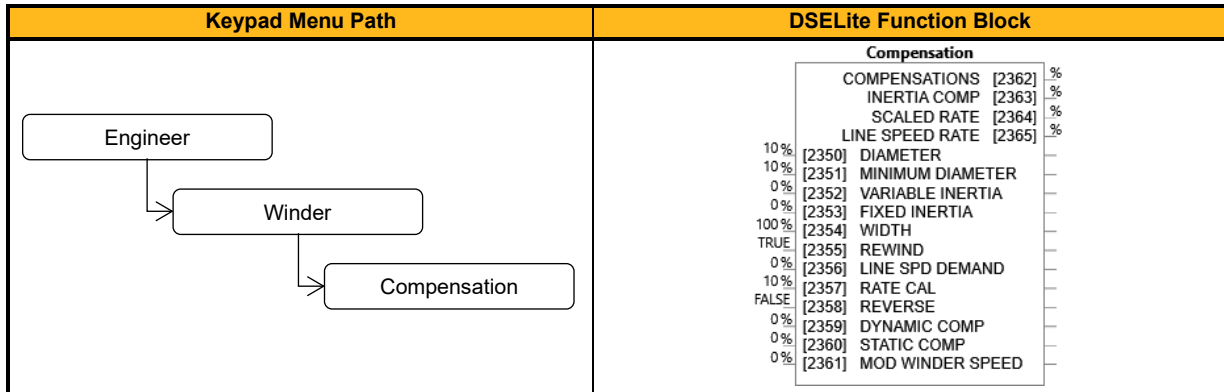 Keypad Menu Path
DSELite Function Block
Engineer
Winder
Compensation
Compensation
COMPENSATIONS [2362] %
INERTIA COMP [2363] %
SCALED RATE [2364] %
LINE SPEED RATE [2365] %
10 % [2350] DIAMETER
10 % [2351] MINIMUM DIAMETER
0 % [2352] VARIABLE INERTIA
0 % [2353] FIXED INERTIA
100 % [2354] WIDTH
TRUE [2355] REWIND
0 % [2356] LINE SPD DEMAND
10 % [2357] RATE CAL
FALSE [2358] REVERSE
0 % [2359] DYNAMIC COMP
0 % [2360] STATIC COMP
0 % [2361] MOD WINDER SPEED